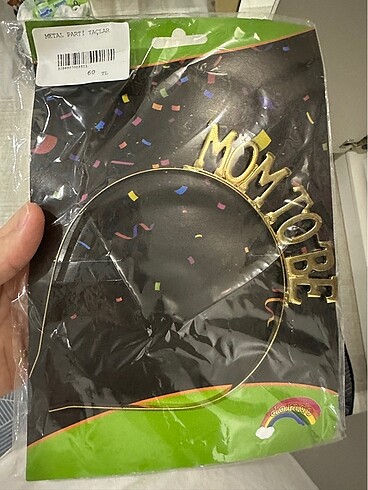 METAL PARTİ TAÇLAR
60 TL
MOM TO BE